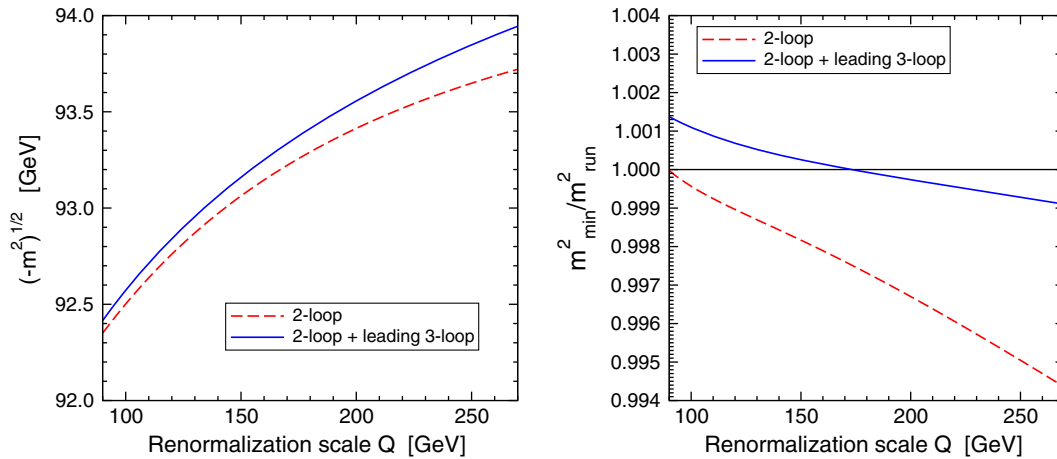 94.0
93.5
93.0
92.5
92.0
(-m²)^1/2 [GeV]
2-loop
2-loop + leading 3-loop
100 150 200 250
Renormalization scale Q [GeV]
1.004
1.003
1.002
1.001
1.000
0.999
0.998
0.997
0.996
0.995
0.994
m²min/m²run
2-loop
2-loop + leading 3-loop
100 150 200 250
Renormalization scale Q [GeV]